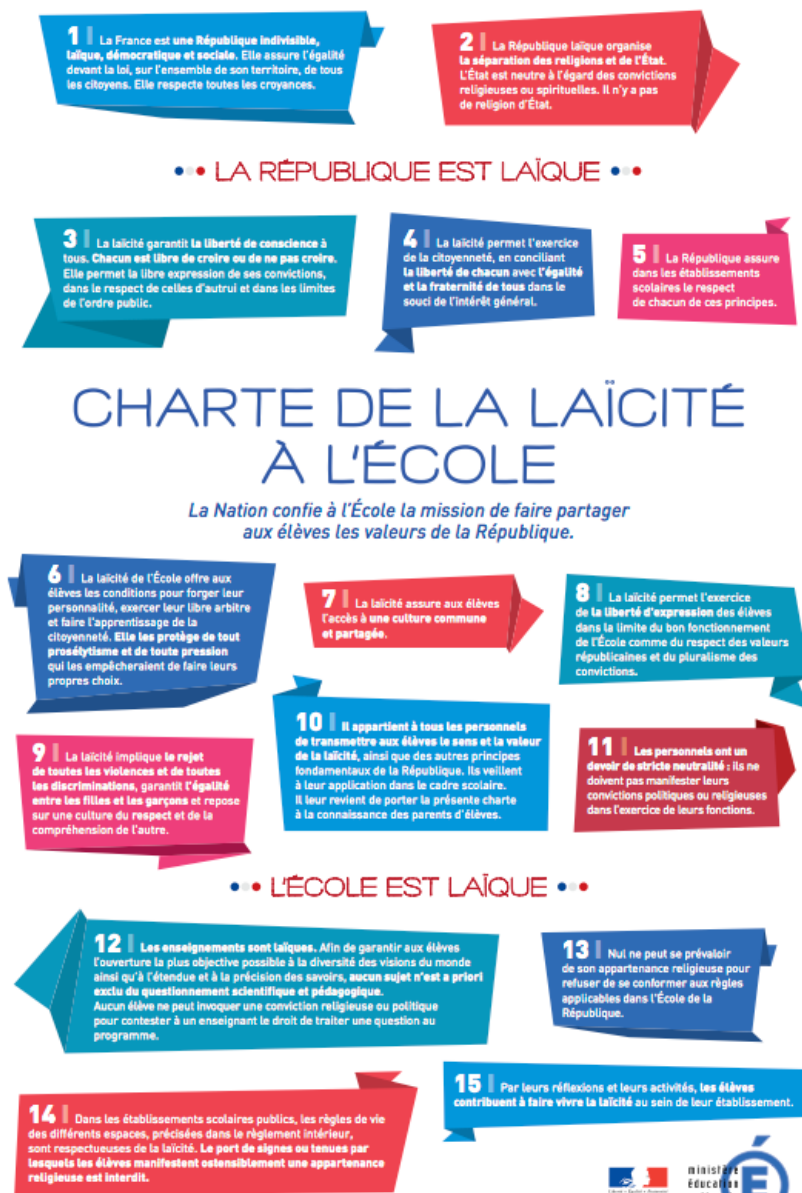 1 La France est une République indivisible,
laïque, démocratique et sociale. Elle assure l'égalité
devant la loi, sur l'ensemble de son territoire, de tous
les citoyens. Elle respecte toutes les croyances.
2 La République laïque organise
la séparation des religions et de l'État.
L'État est neutre à l'égard des convictions
religieuses ou spirituelles. Il n'y a pas
de religion d'État.
LA RÉPUBLIQUE EST LAÏQUE
3 La laïcité garantit la liberté de conscience à
tous. Chacun est libre de croire ou de ne pas croire.
Elle permet la libre expression de ses convictions,
dans le respect de celles d'autrui et dans les limites
de l'ordre public.
4 La laïcité permet l'exercice
de la citoyenneté, en conciliant
la liberté de chacun avec l'égalité
et la fraternité de tous dans le
souci de l'intérêt général.
5 La République assure
dans les établissements
scolaires le respect
de chacun de ces principes.
CHARTE DE LA LAÏCITÉ
À L'ÉCOLE
La Nation confie à l'École la mission de faire partager
aux élèves les valeurs de la République.
6 La laïcité de l'École offre aux
élèves les conditions pour forger leur
personnalité, exercer leur libre arbitre
et faire l'apprentissage de la
citoyenneté. Elle les protège de tout
prosélytisme et de toute pression
qui les empêcheraient de faire leurs
propres choix.
7 La laïcité assure aux élèves
l'accès à une culture commune
et partagée.
8 La laïcité permet l'exercice
de la liberté d'expression des élèves
dans la limite du bon fonctionnement
de l'École comme du respect des valeurs
républicaines et du pluralisme des
convictions.
9 La laïcité implique le rejet
de toutes les violences et de toutes
les discriminations, garantit l'égalité
entre les filles et les garçons et repose
sur une culture du respect et de la
compréhension de l'autre.
10 Il appartient à tous les personnels
de transmettre aux élèves le sens et la valeur
de la laïcité, ainsi que des autres principes
fondamentaux de la République. Ils veillent
à leur application dans le cadre scolaire.
Il leur revient de porter la présente charte
à la connaissance des parents d'élèves.
11 Les personnels ont un
devoir de stricte neutralité : ils ne
doivent pas manifester leurs
convictions politiques ou religieuses
dans l'exercice de leurs fonctions.
L'ÉCOLE EST LAÏQUE
12 Les enseignements sont laïques. Afin de garantir aux élèves
l'ouverture la plus objective possible à la diversité des visions du monde
ainsi qu'à l'étendue et à la précision des savoirs, aucun sujet n'est a priori
exclu du questionnement scientifique et pédagogique.
Aucun élève ne peut invoquer une conviction religieuse ou politique
pour contester à un enseignant le droit de traiter une question au
programme.
13 Nul ne peut se prévaloir
de son appartenance religieuse pour
refuser de se conformer aux règles
applicables dans l'École de la
République.
14 Dans les établissements scolaires publics, les règles de vie
des différents espaces, précisées dans le règlement intérieur,
sont respectueuses de la laïcité. Le port de signes ou tenues par
lesquels les élèves manifestent ostensiblement une appartenance
religieuse est interdit.
15 Par leurs réflexions et leurs activités, les élèves
contribuent à faire vivre la laïcité au sein de leur établissement.
ministère
éducation
É